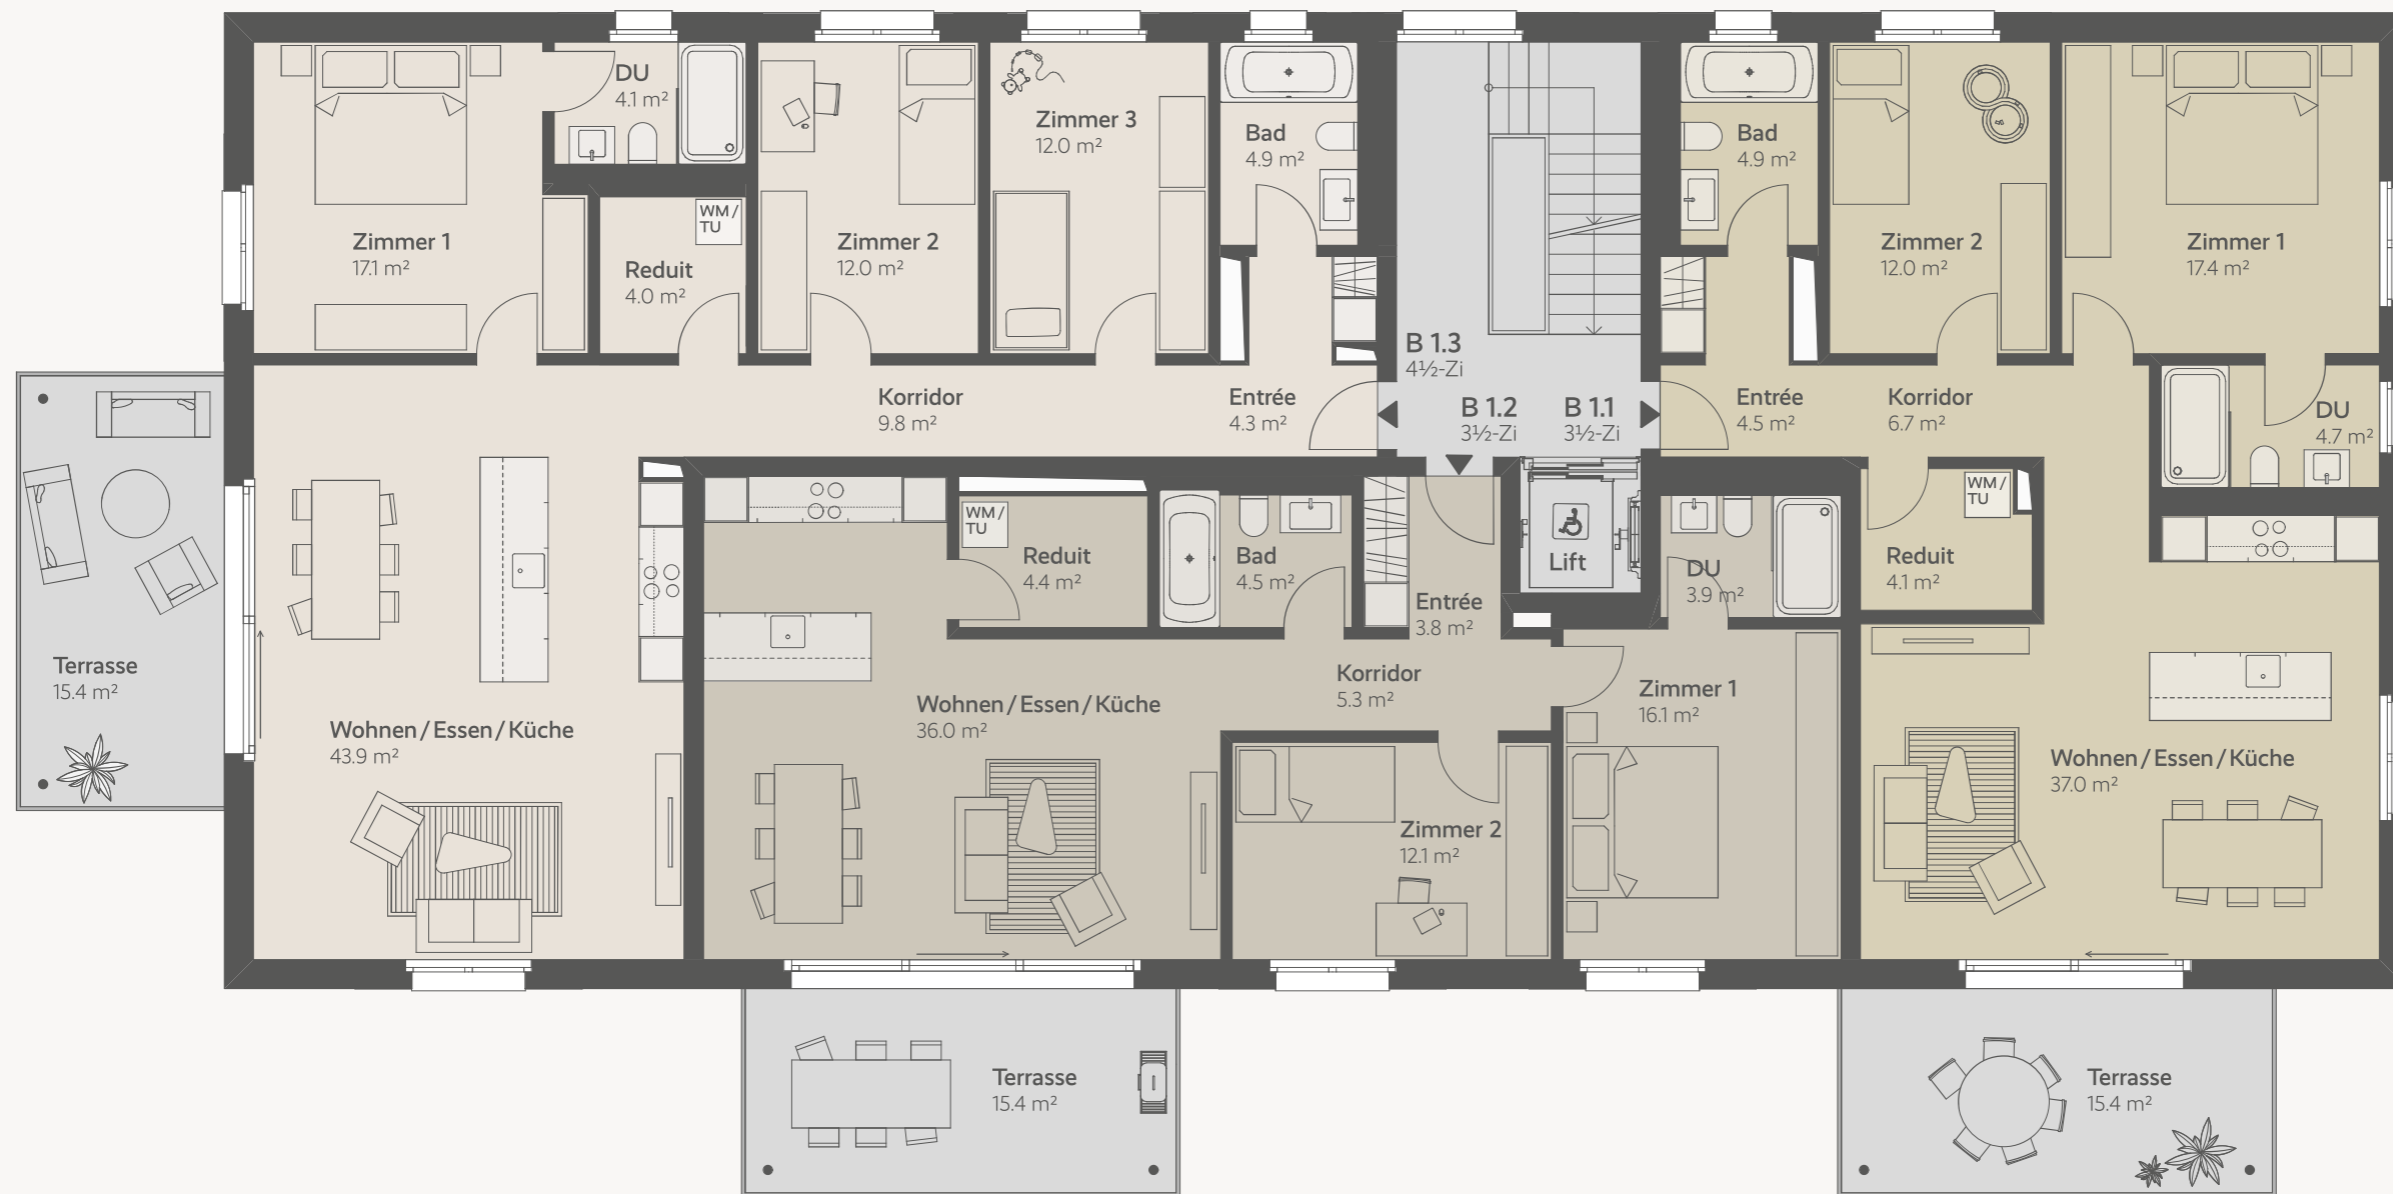 DU
4.1 m²
Zimmer 3
12.0 m²
Bad
4.9 m²
Bad
4.9 m²
WM /
TU
Zimmer 1
17.1 m²
Reduit
4.0 m²
Zimmer 2
12.0 m²
Zimmer 2
12.0 m²
Zimmer 1
17.4 m²
B 1.3
4½-Zi
Korridor
9.8 m²
Entrée
4.3 m²
B 1.2
3½-Zi
B 1.1
3½-Zi
Entrée
4.5 m²
Korridor
6.7 m²
DU
4.7 m²
WM /
TU
Reduit
4.4 m²
Bad
4.5 m²
Entrée
3.8 m²
Lift
DU
3.9 m²
WM /
TU
Reduit
4.1 m²
Terrasse
15.4 m²
Wohnen / Essen / Küche
43.9 m²
Wohnen / Essen / Küche
36.0 m²
Korridor
5.3 m²
Zimmer 1
16.1 m²
Wohnen / Essen / Küche
37.0 m²
Zimmer 2
12.1 m²
Terrasse
15.4 m²
Terrasse
15.4 m²